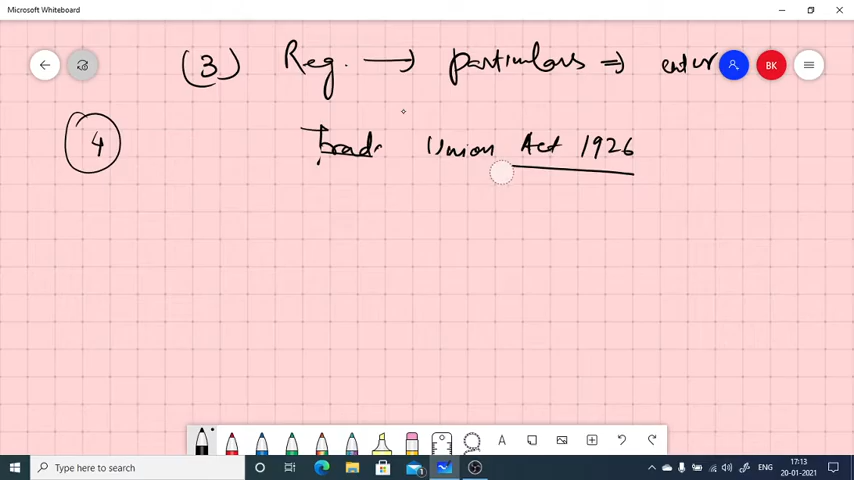 Microsoft Whiteboard
(3) Reg. → particulars ⇒ enter
BK
4 Trade Union Act 1926
A
Type here to search
1
ENG
17:13
20-01-2021